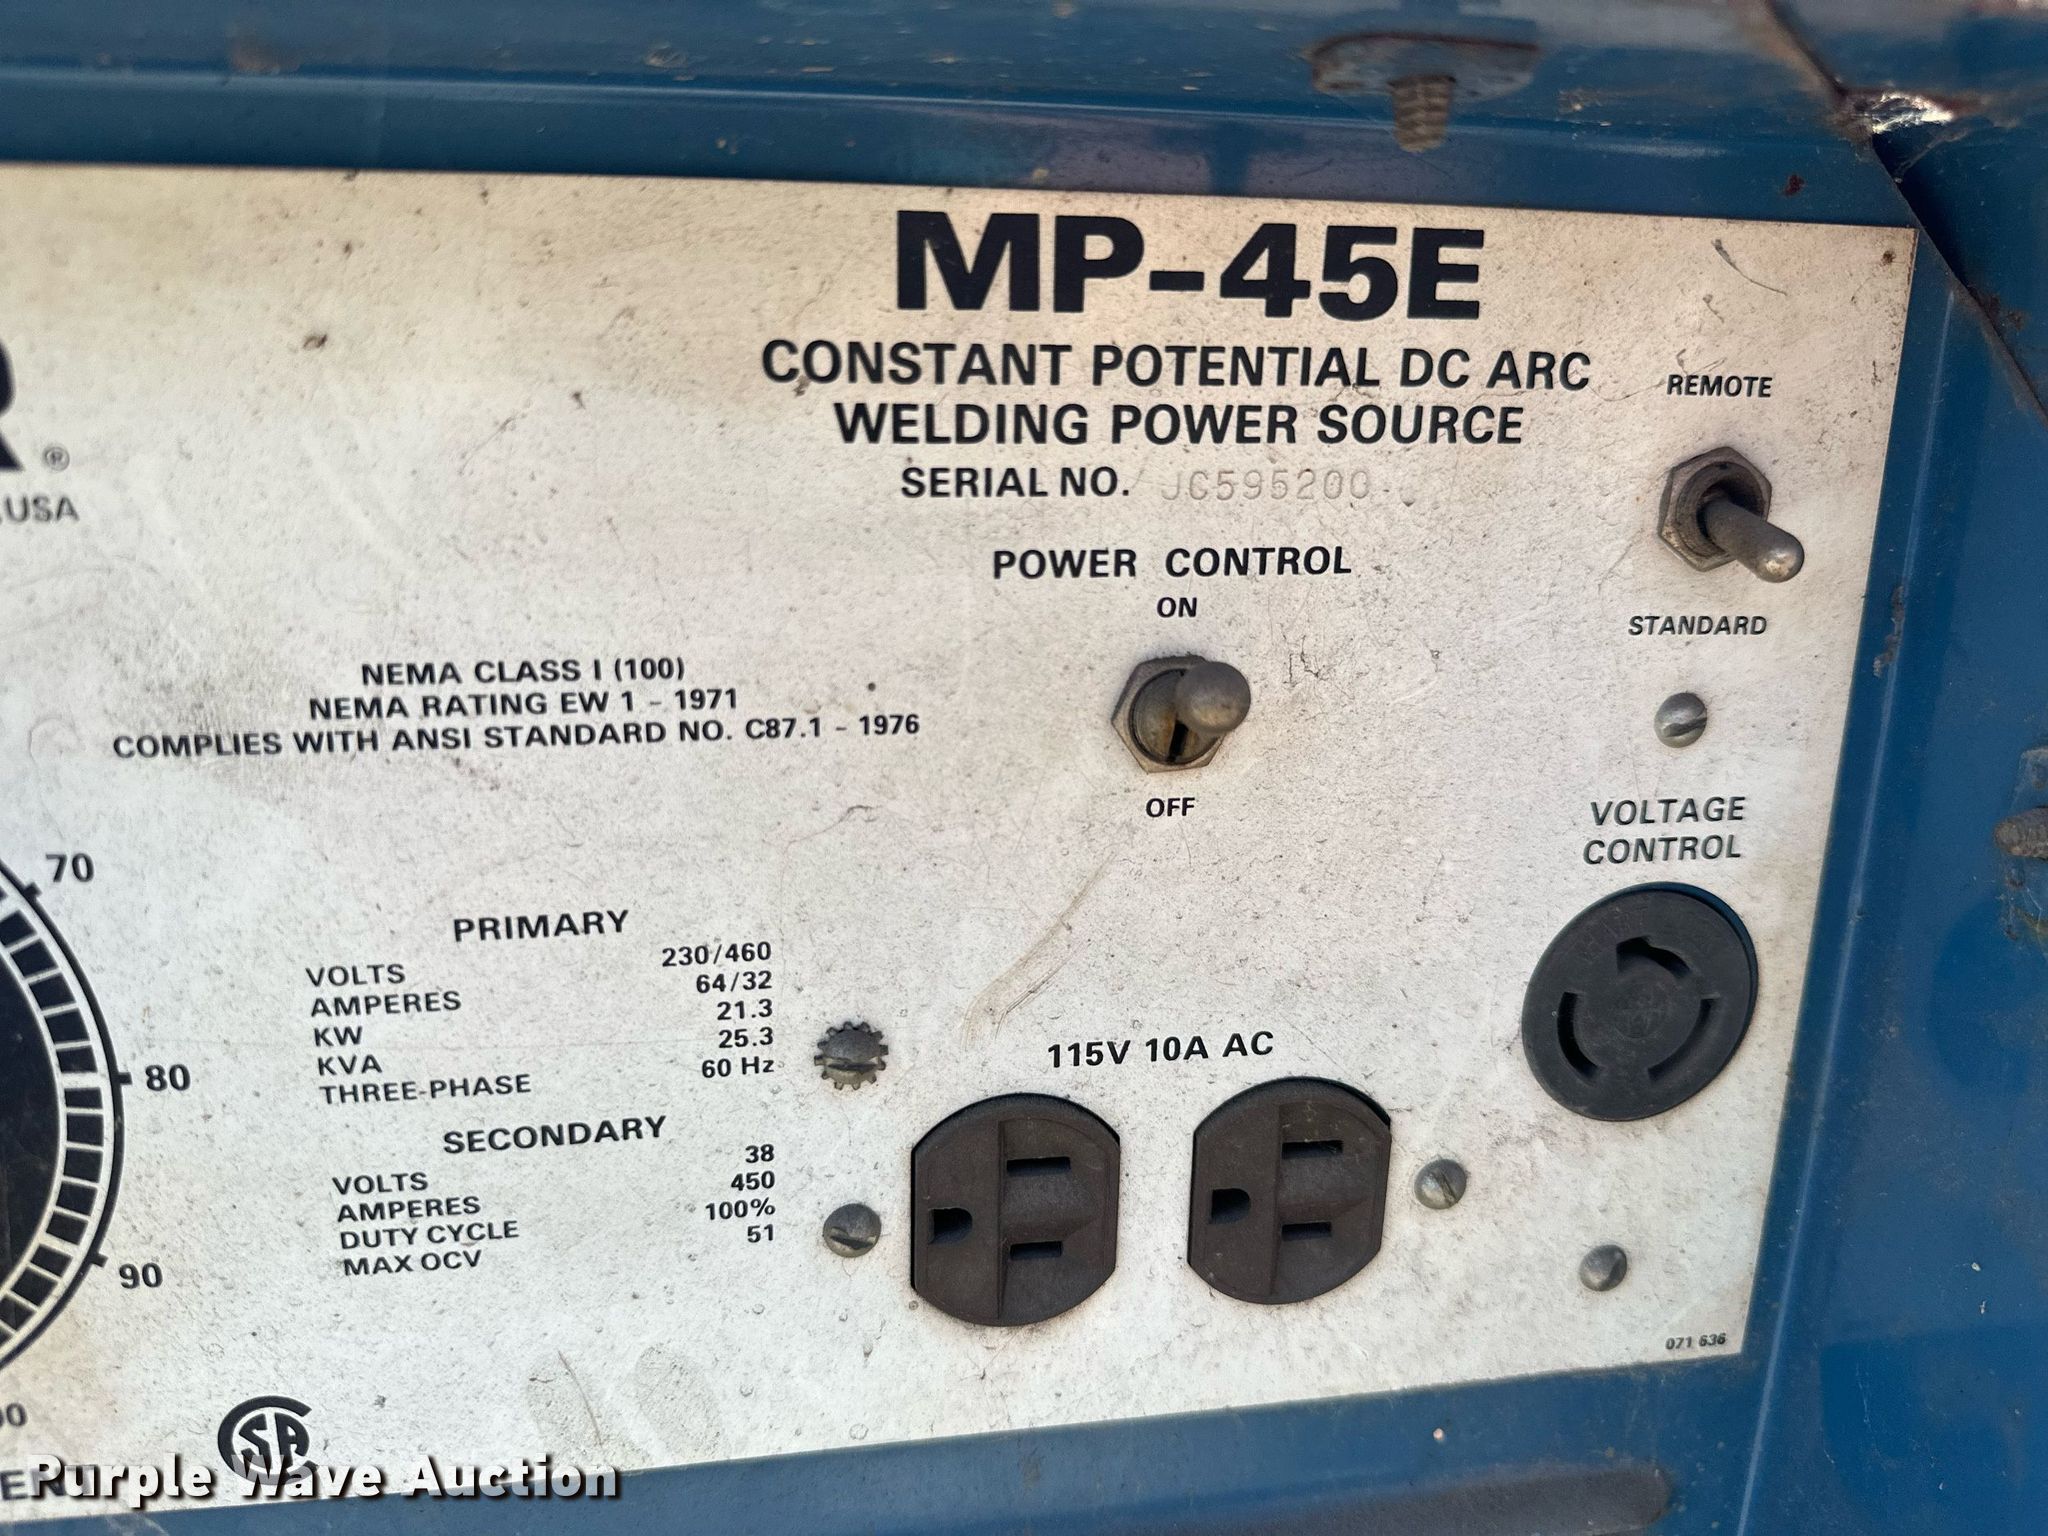 MP-45E
CONSTANT POTENTIAL DC ARC
WELDING POWER SOURCE
SERIAL NO. JC595200
R®
USA
REMOTE
STANDARD
POWER CONTROL
ON
OFF
NEMA CLASS I (100)
NEMA RATING EW 1 - 1971
COMPLIES WITH ANSI STANDARD NO. C87.1 - 1976
VOLTAGE
CONTROL
70
80
90
PRIMARY
VOLTS 230/460
AMPERES 64/32
KW 21.3
KVA 25.3
THREE-PHASE 60 Hz
SECONDARY
VOLTS 38
AMPERES 450
DUTY CYCLE 100%
MAX OCV 51
115V 10A AC
071 636
CSA
Purple Wave Auction